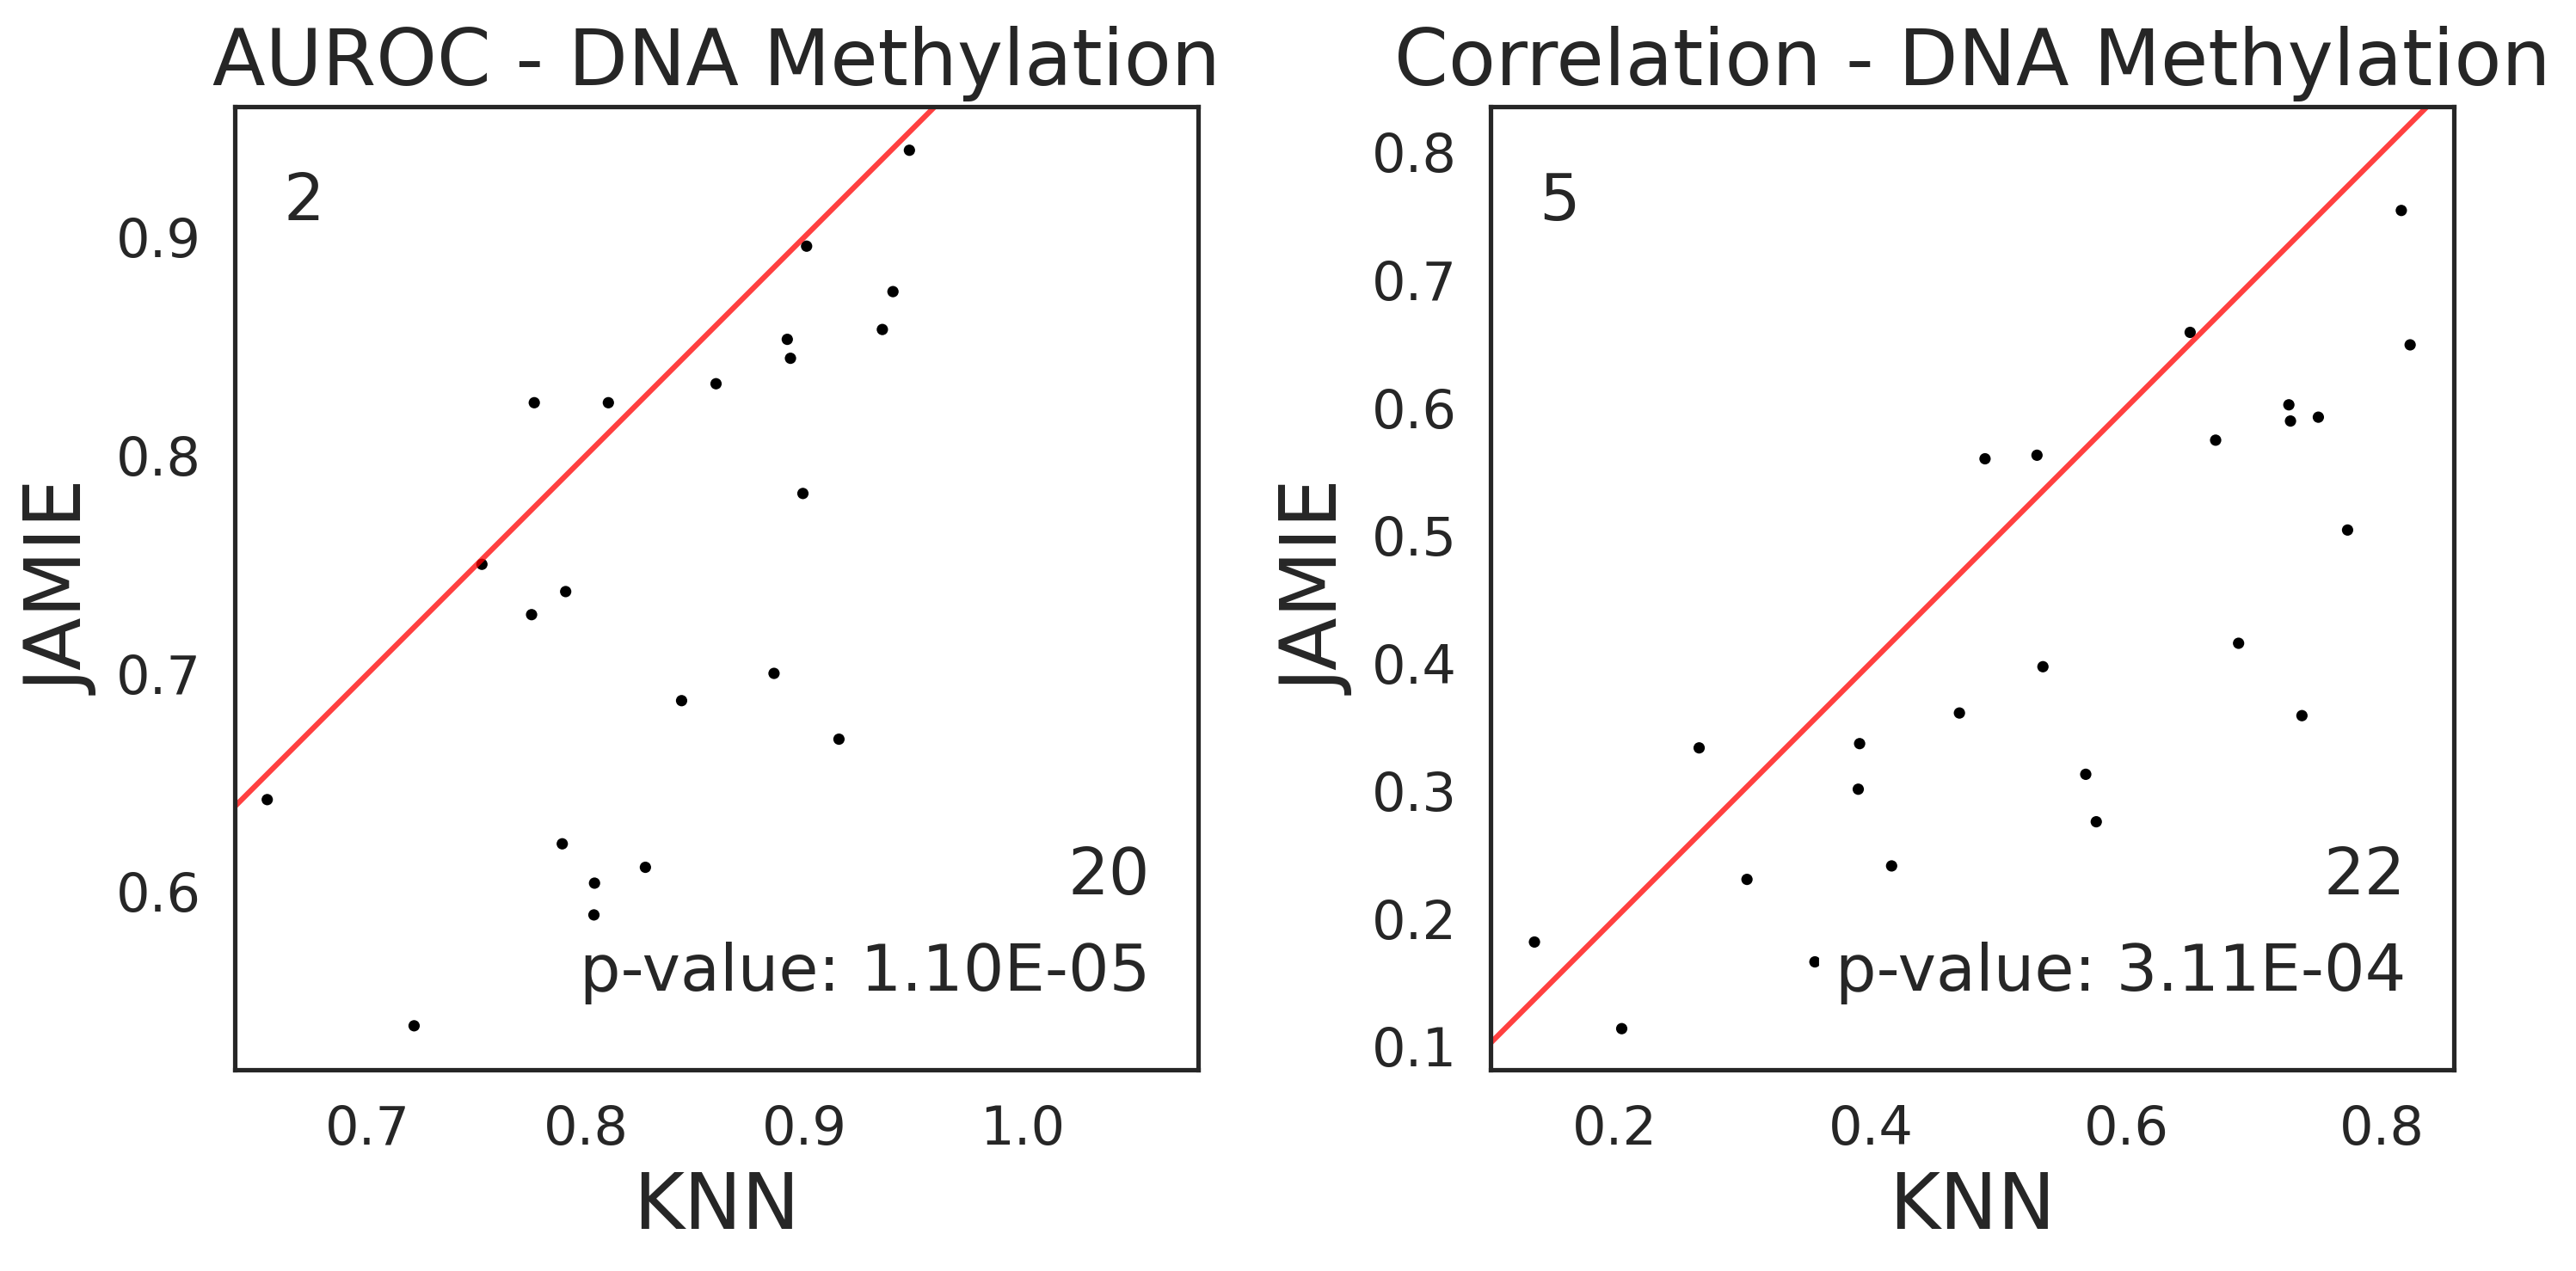 AUROC - DNA Methylation
2
0.9
0.8
0.7
0.6
JAMIE
20
p-value: 1.10E-05
0.7 0.8 0.9 1.0
KNN
Correlation - DNA Methylation
5
0.8
0.7
0.6
0.5
0.4
0.3
0.2
0.1
JAMIE
22
p-value: 3.11E-04
0.2 0.4 0.6 0.8
KNN